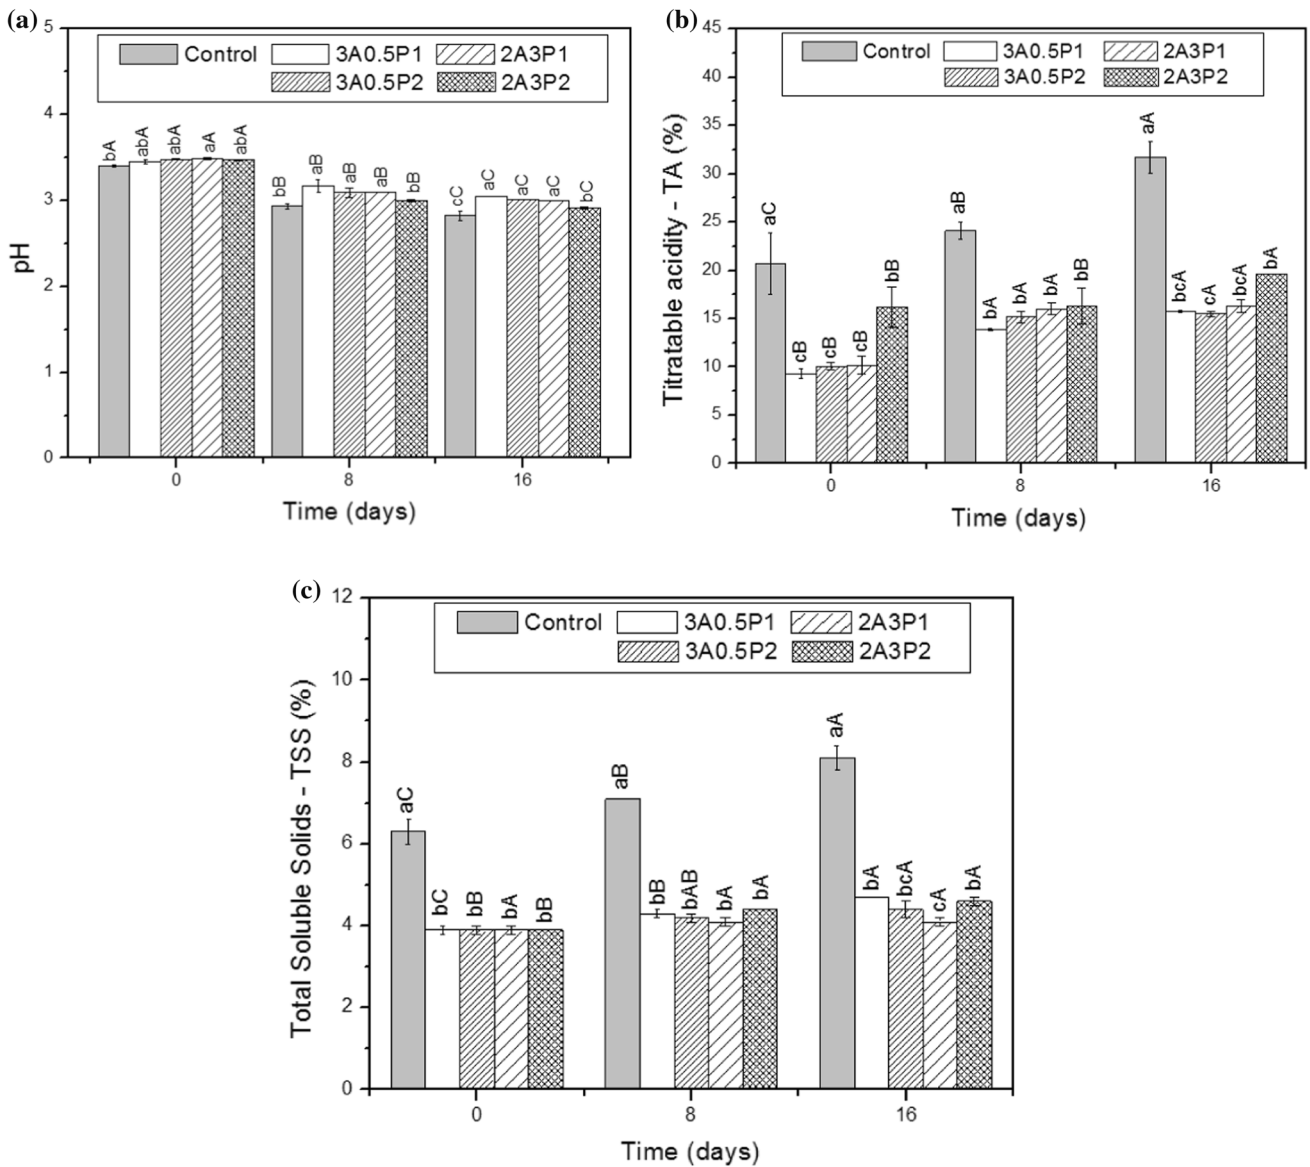 (a)
5
4
3
2
1
0
pH
Control 3A0.5P1 2A3P1
3A0.5P2 2A3P2
bA abA abA aA abA
bB aB aB aB bB
cC aC aC aC bC
0 8 16
Time (days)
(b)
45
40
35
30
25
20
15
10
5
0
Titratable acidity - TA (%)
Control 3A0.5P1 2A3P1
3A0.5P2 2A3P2
aC cB cB cB bB
aB bA bA bA bB
aA bcA cA bcA bA
0 8 16
Time (days)
(c)
12
10
8
6
4
2
0
Total Soluble Solids - TSS (%)
Control 3A0.5P1 2A3P1
3A0.5P2 2A3P2
aC bC bB bA bB
aB bB bAB bA bA
aA bA bcA cA bA
0 8 16
Time (days)